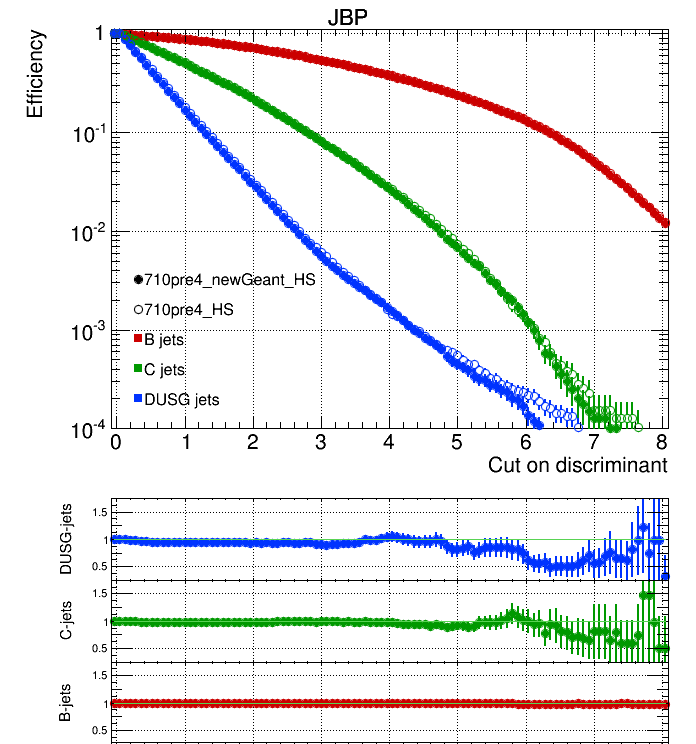 JBP
Efficiency
1
10-1
10-2
10-3
10-4
710pre4_newGeant_HS
710pre4_HS
B jets
C jets
DUSG jets
0 1 2 3 4 5 6 7 8
Cut on discriminant
DUSG-jets
1.5
1
0.5
C-jets
1.5
1
0.5
B-jets
1.5
1
0.5